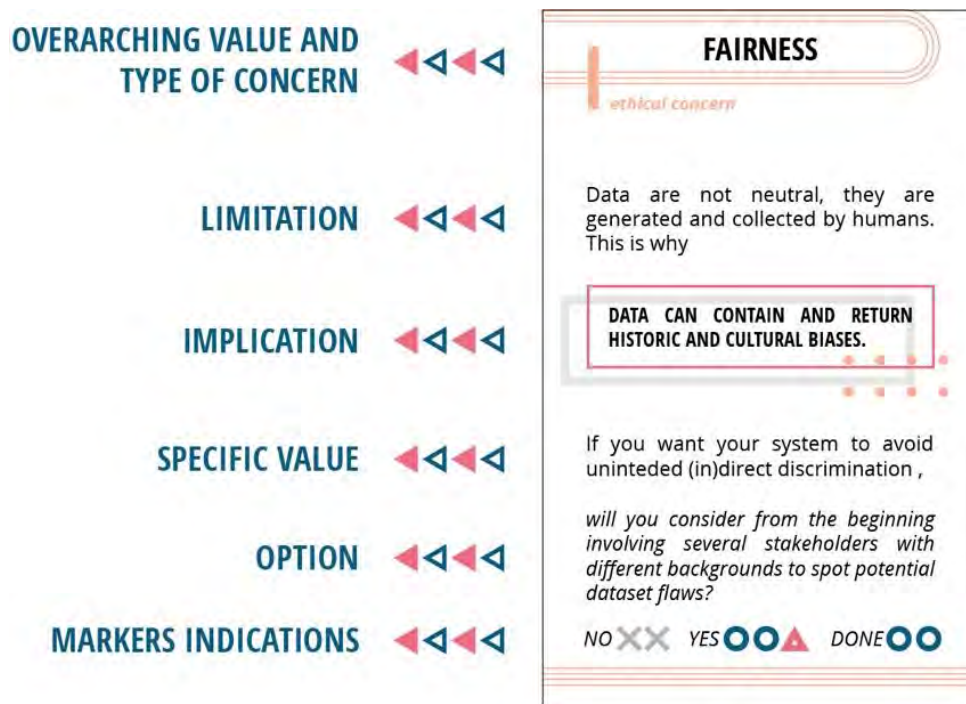 OVERARCHING VALUE AND
TYPE OF CONCERN
FAIRNESS
ethical concern
LIMITATION
Data are not neutral, they are
generated and collected by humans.
This is why
IMPLICATION
DATA CAN CONTAIN AND RETURN
HISTORIC AND CULTURAL BIASES.
SPECIFIC VALUE
If you want your system to avoid
uninteded (in)direct discrimination ,
OPTION
will you consider from the beginning
involving several stakeholders with
different backgrounds to spot potential
dataset flaws?
MARKERS INDICATIONS
NO YES DONE